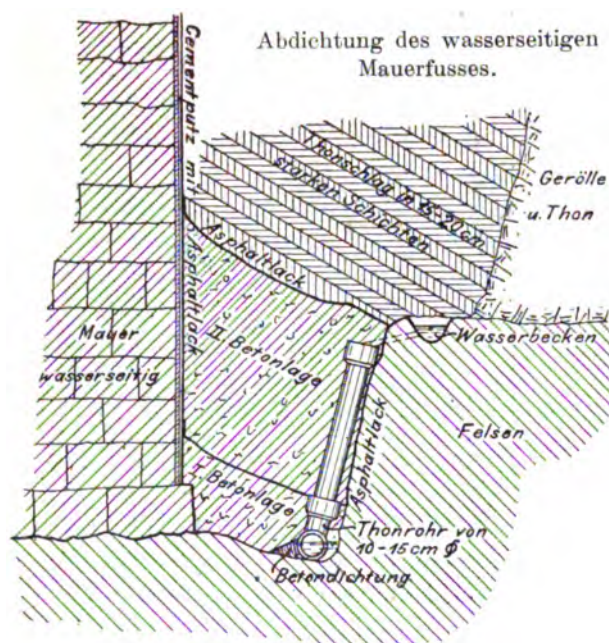 Abdichtung des wasserseitigen
Mauerfusses.
Cementputz mit
Asphaltlack
Thonschlag in 15-20cm
starken Schichten
Gerölle
u. Thon
Asphaltlack
II. Betonlage
Wasserbecken
Mauer
wasserseitig
Felsen
Asphaltlack
I. Betonlage
Thonrohr von
10-15cm ϕ
Betondichtung